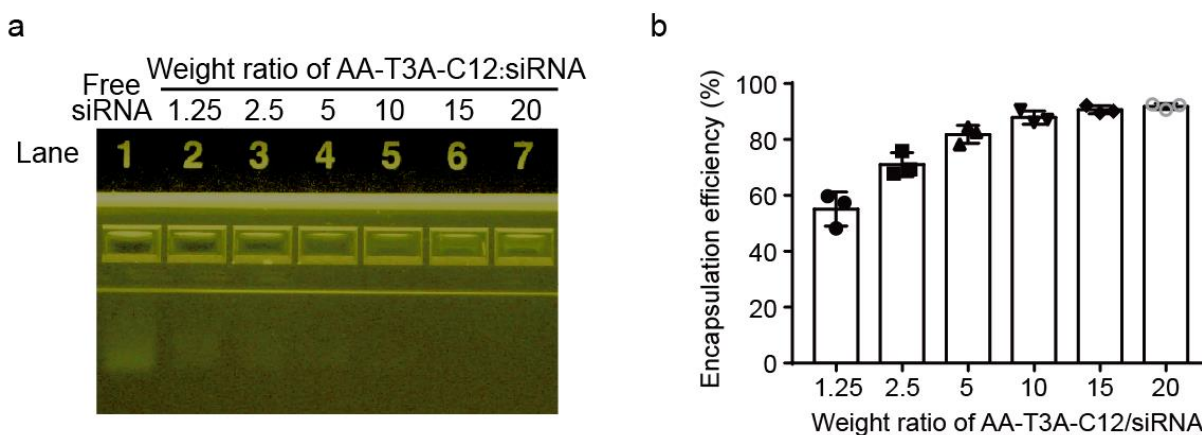 a
Free siRNA
Weight ratio of AA-T3A-C12:siRNA
1.25 2.5 5 10 15 20
Lane 1 2 3 4 5 6 7
b
Encapsulation efficiency (%)
100
80
60
40
20
0
1.25 2.5 5 10 15 20
Weight ratio of AA-T3A-C12/siRNA